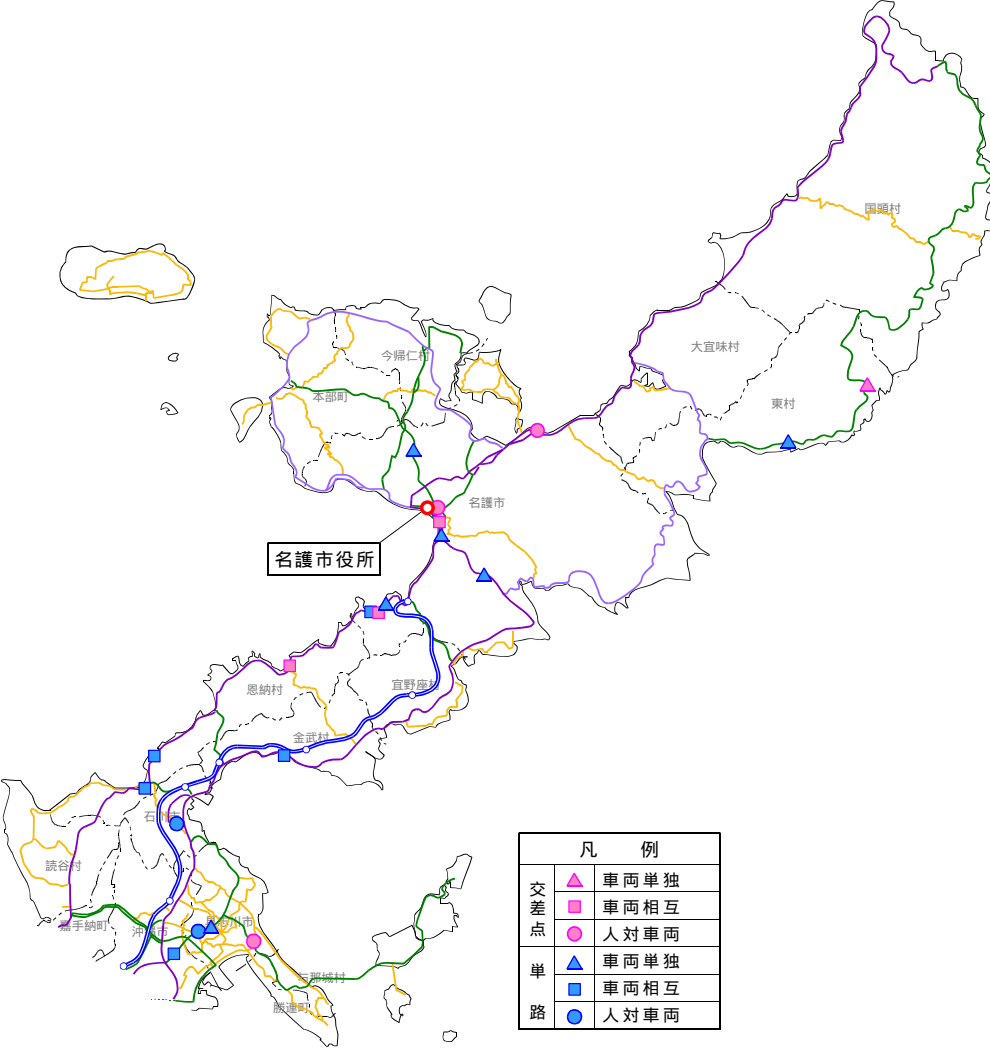 国頭村
大宜味村
今帰仁村
本部町
東村
名護市
名護市役所
恩納村
宜野座村
金武村
石川市
読谷村
嘉手納町
沖縄市
具志川市
与那城村
勝連町
凡 例
交差点
車両単独
車両相互
人対車両
単路
車両単独
車両相互
人対車両